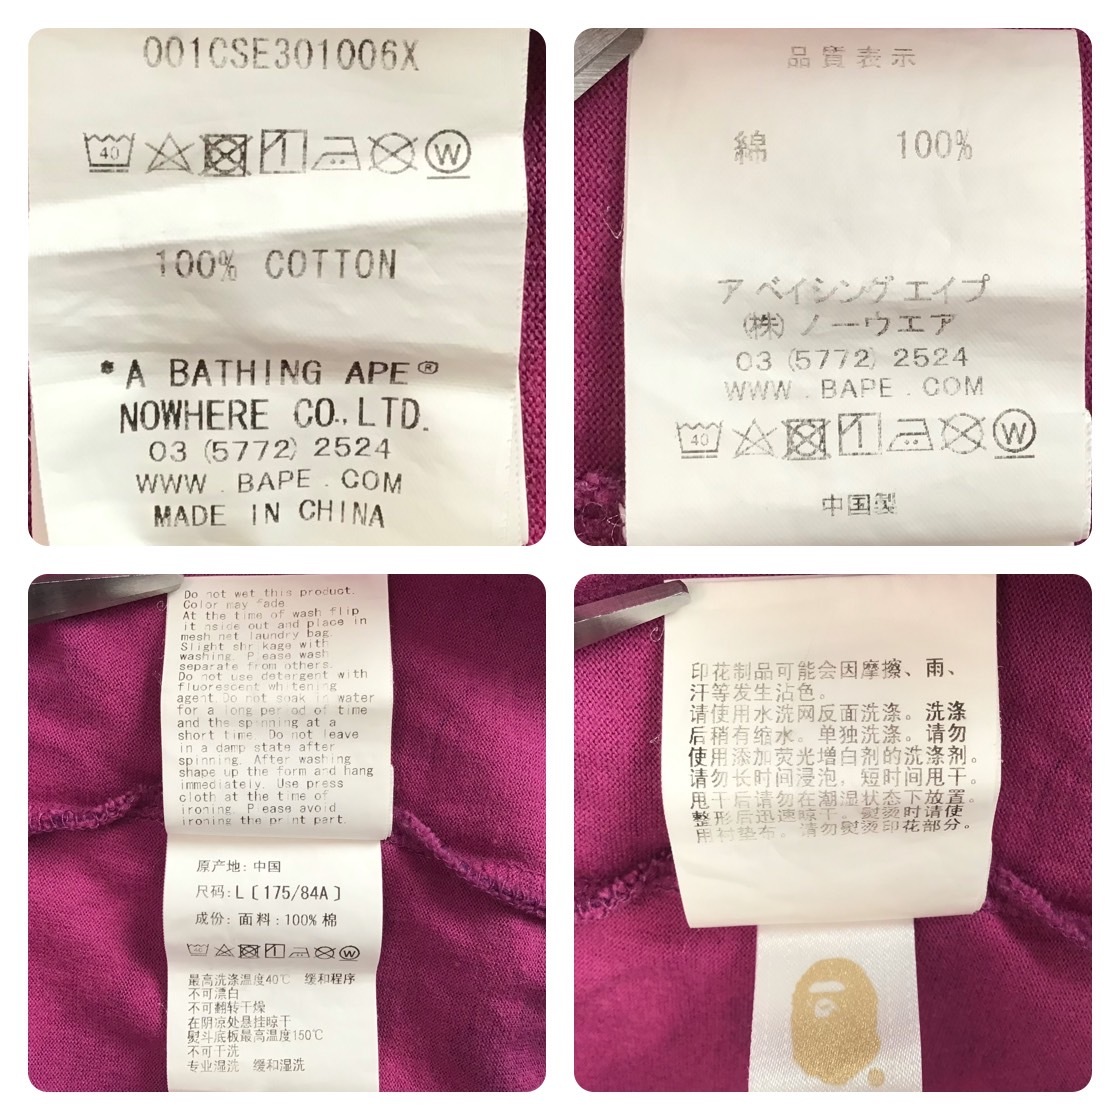 001CSE301006X
40 W
100% COTTON
*A BATHING APE®
NOWHERE CO.,LTD.
03 (5772) 2524
WWW . BAPE . COM
MADE IN CHINA
品質表示
綿 100%
ア ベイシング エイプ
(株) ノーウエア
03 (5772) 2524
WWW . BAPE . COM
40 W
中国製
Do not wet this product.
Color may fade
At the time of wash flip
it nside out and place in
mesh net laundry bag.
Slight shr kage with
washing. P ease wash
separate from others.
Do not use detergent with
fluorescent wh tening
agent.Do not soak in water
for a long per od of time
and the sp nning at a
short time. Do not leave
in a damp state after
spinning. After washing
shape up the form and hang
immediately. Use press
cloth at the time of
ironing. P ease avoid
ironing the print part.
原产地: 中国
尺码: L [175/84A]
成份: 面料: 100% 棉
W
最高洗涤温度40℃ 缓和程序
不可漂白
不可翻转干燥
在阴凉处悬挂晾干
熨斗底板最高温度150℃
不可干洗
专业湿洗 缓和湿洗
印花制品可能会因摩擦、雨、
汗等发生沾色。
请使用水洗网反面洗涤。洗涤
后稍有缩水。单独洗涤。请勿
使用添加荧光增白剂的洗涤剂。
请勿长时间浸泡，短时间甩干。
甩干后请勿在潮湿状态下放置。
整形后迅速晾干。熨烫时请使
用衬垫布。请勿熨烫印花部分。
®